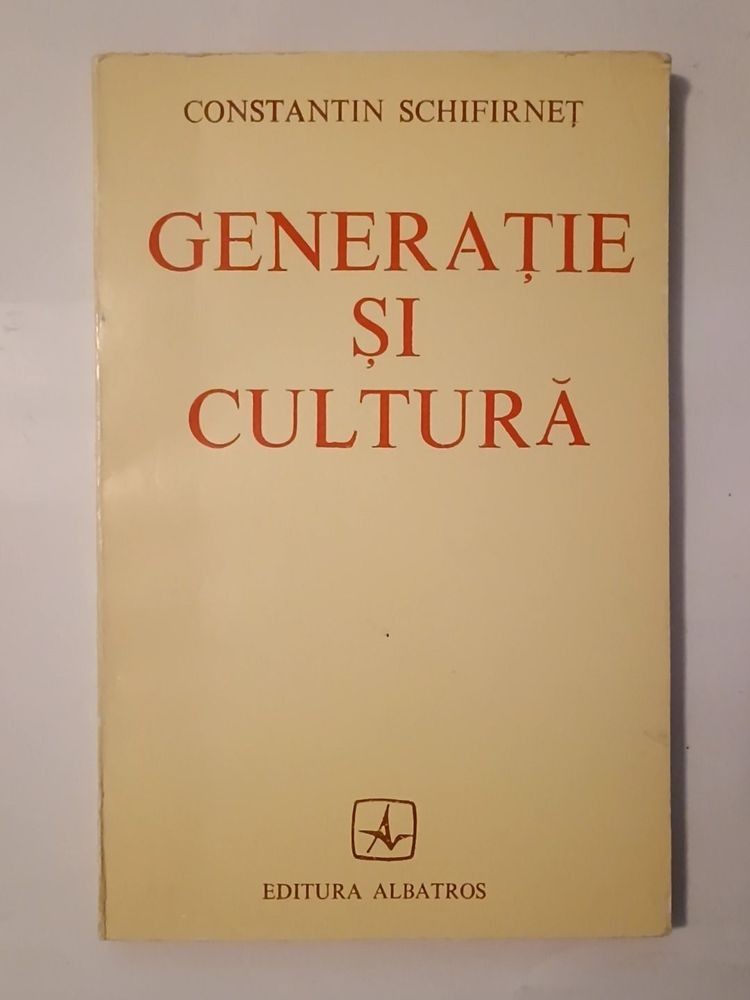 CONSTANTIN SCHIFIRNEȚ
GENERAȚIE
ȘI
CULTURĂ
EDITURA ALBATROS